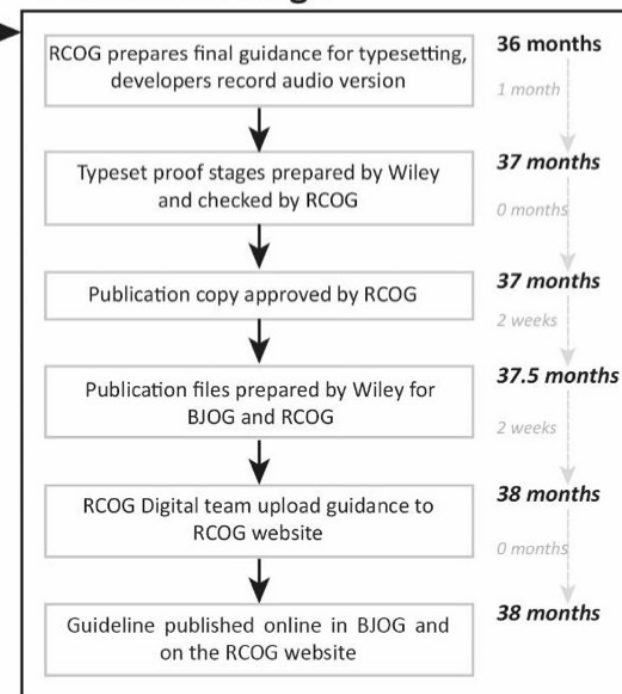 RCOG prepares final guidance for typesetting,
developers record audio version
36 months
1 month
Typeset proof stages prepared by Wiley
and checked by RCOG
37 months
0 months
Publication copy approved by RCOG
37 months
2 weeks
Publication files prepared by Wiley for
BJOG and RCOG
37.5 months
2 weeks
RCOG Digital team upload guidance to
RCOG website
38 months
0 months
Guideline published online in BJOG and
on the RCOG website
38 months